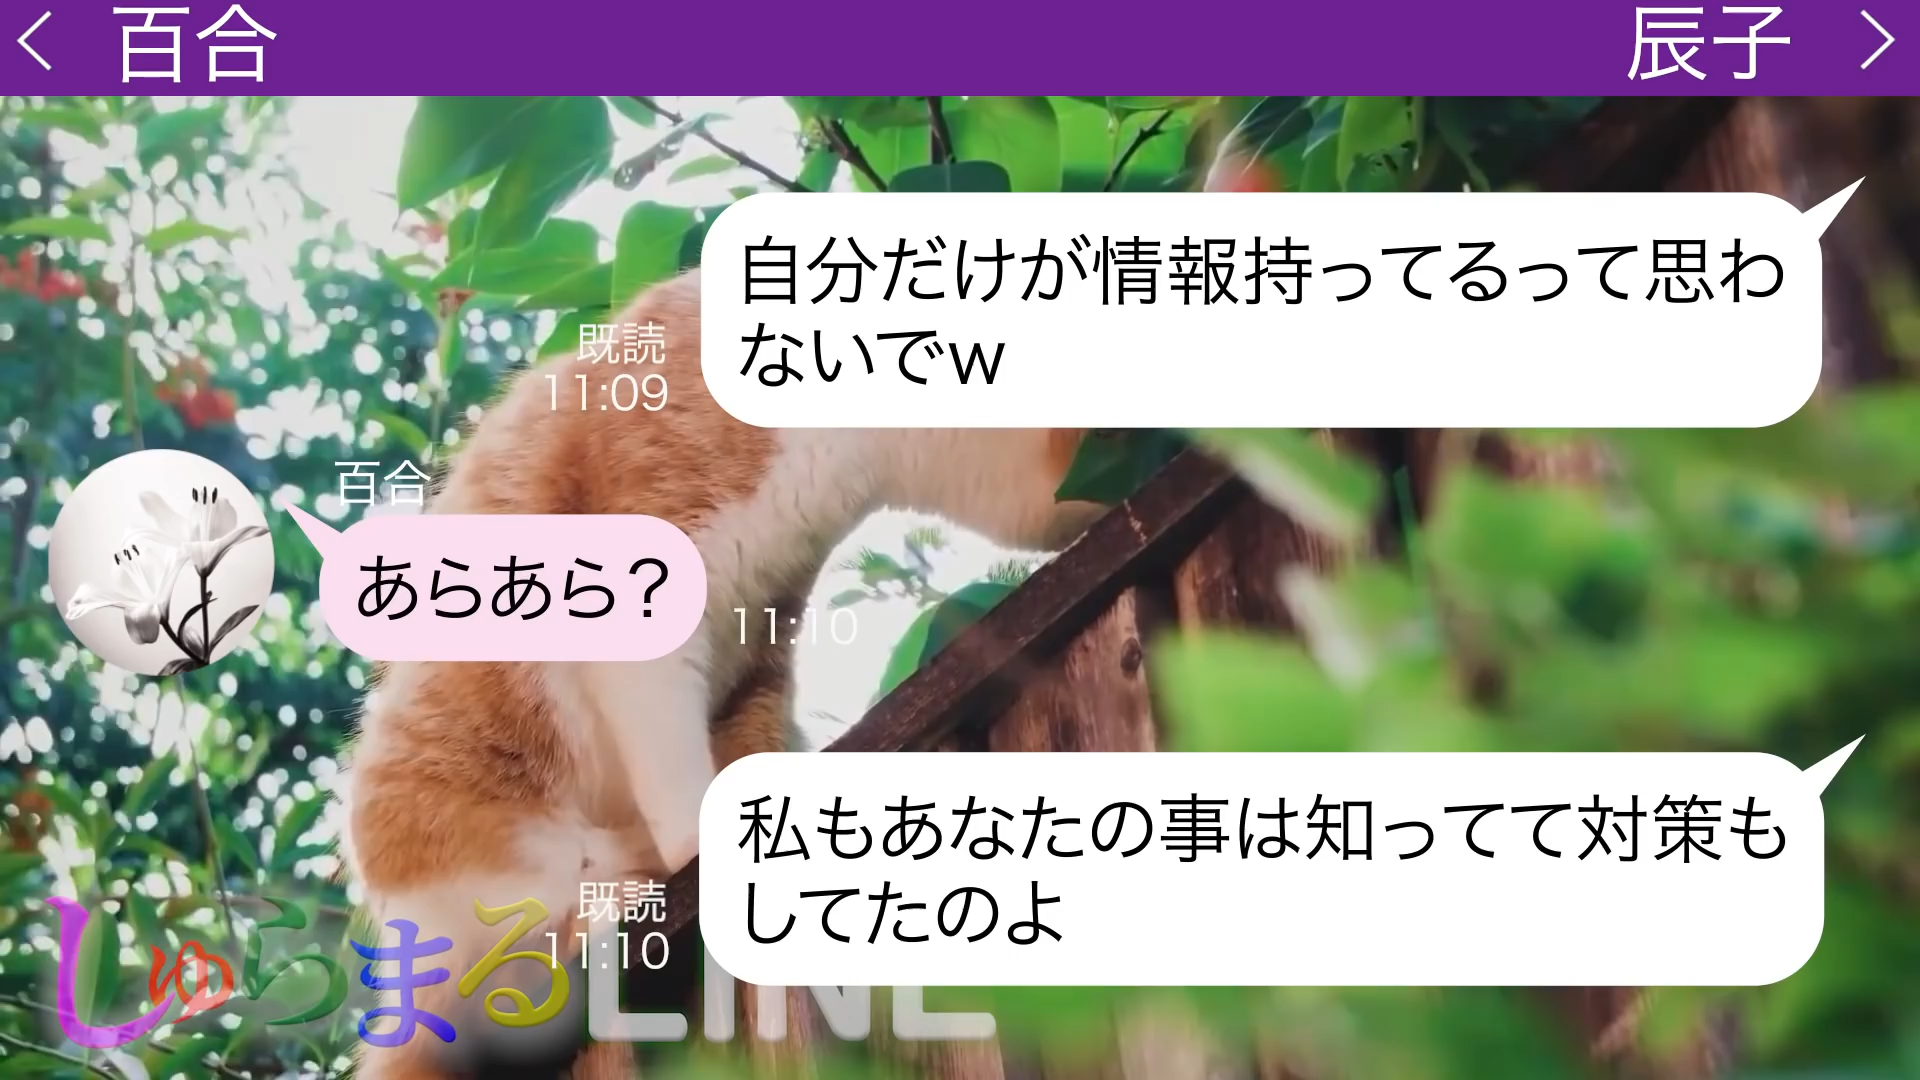 百合
辰子
自分だけが情報持ってるって思わ
ないでw
既読
11:09
百合
あらあら？
11:10
私もあなたの事は知ってて対策も
してたのよ
既読
11:10
しゅらまるLINE